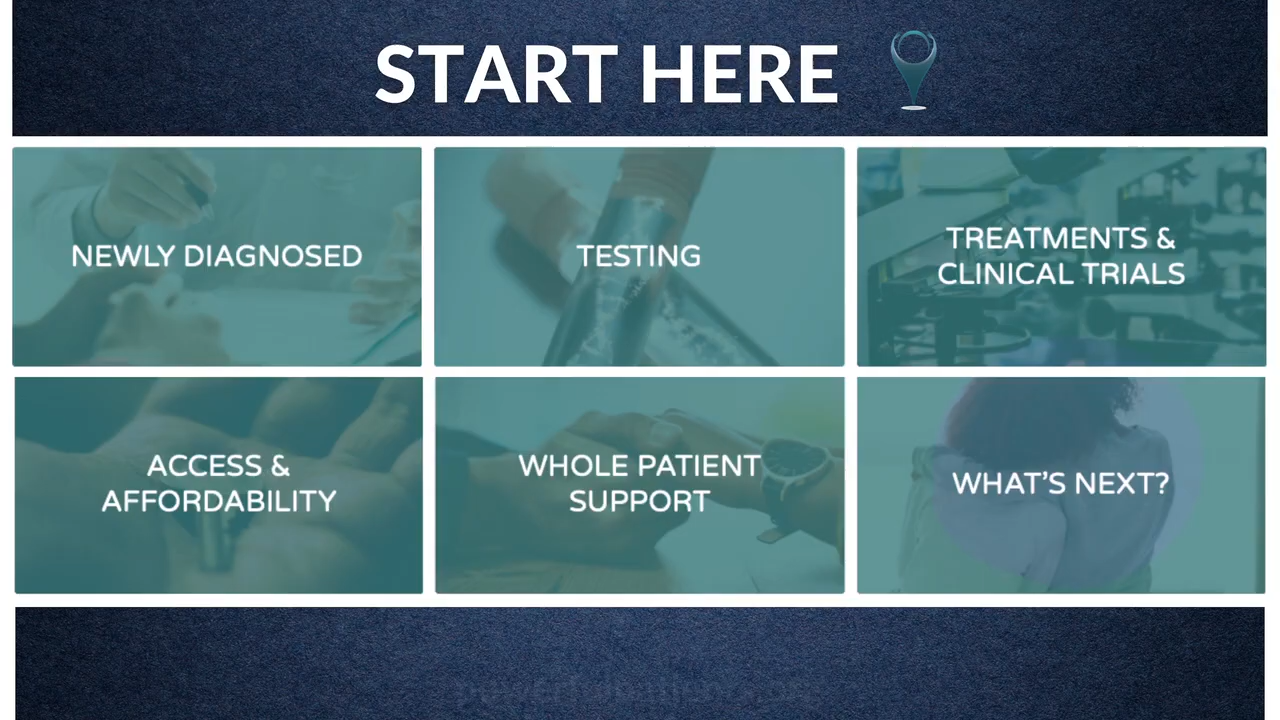 START HERE
NEWLY DIAGNOSED
TESTING
TREATMENTS &
CLINICAL TRIALS
ACCESS &
AFFORDABILITY
WHOLE PATIENT
SUPPORT
WHAT’S NEXT?